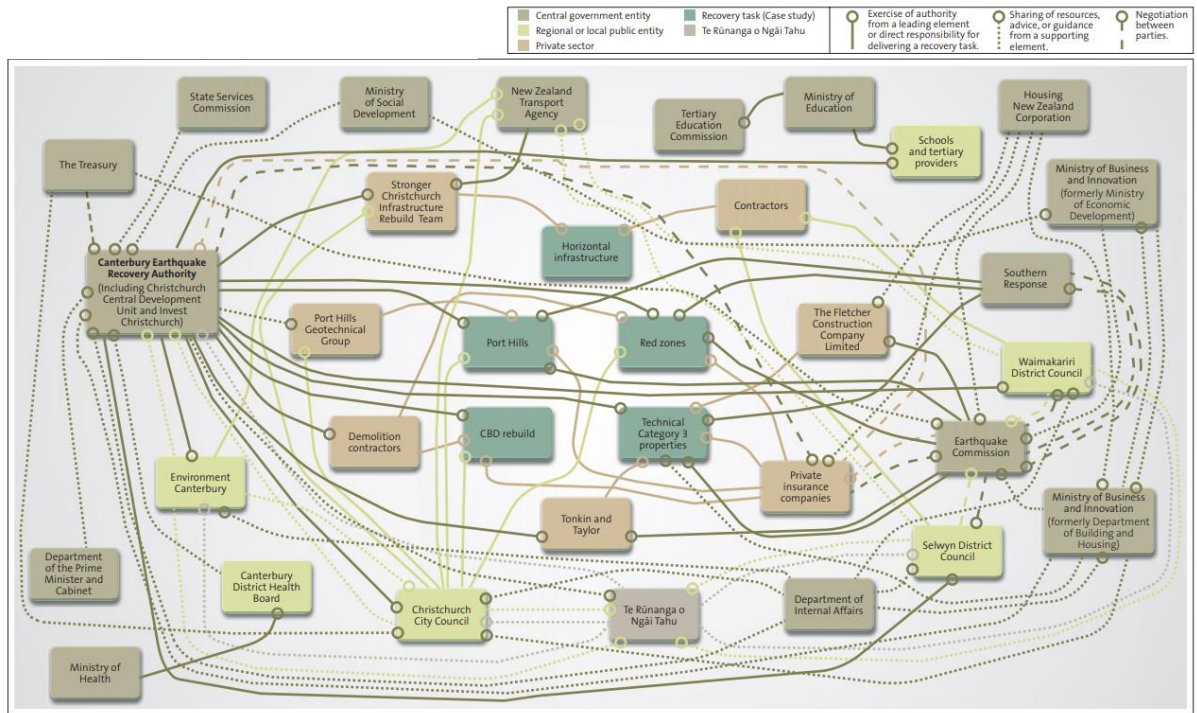 Central government entity
Regional or local public entity
Private sector
Recovery task (Case study)
Te Rūnanga o Ngāi Tahu
Exercise of authority
from a leading element
or direct responsibility for
delivering a recovery task.
Sharing of resources,
advice, or guidance
from a supporting
element.
Negotiation
between
parties.
State Services
Commission
Ministry
of Social
Development
New Zealand
Transport
Agency
Tertiary
Education
Commission
Ministry of
Education
Housing
New Zealand
Corporation
The Treasury
Schools
and tertiary
providers
Stronger
Christchurch
Infrastructure
Rebuild Team
Contractors
Ministry of Business
and Innovation
(formerly Ministry
of Economic
Development)
Horizontal
infrastructure
Canterbury Earthquake
Recovery Authority
(Including Christchurch
Central Development
Unit and Invest
Christchurch)
Southern
Response
Port Hills
Geotechnical
Group
Port Hills
Red zones
The Fletcher
Construction
Company
Limited
Waimakariri
District Council
Demolition
contractors
CBD rebuild
Technical
Category 3
properties
Earthquake
Commission
Environment
Canterbury
Private
insurance
companies
Tonkin and
Taylor
Ministry of Business
and Innovation
(formerly Department
of Building and
Housing)
Selwyn District
Council
Department
of the Prime
Minister and
Cabinet
Canterbury
District Health
Board
Christchurch
City Council
Te Rūnanga o
Ngāi Tahu
Department of
Internal Affairs
Ministry of
Health